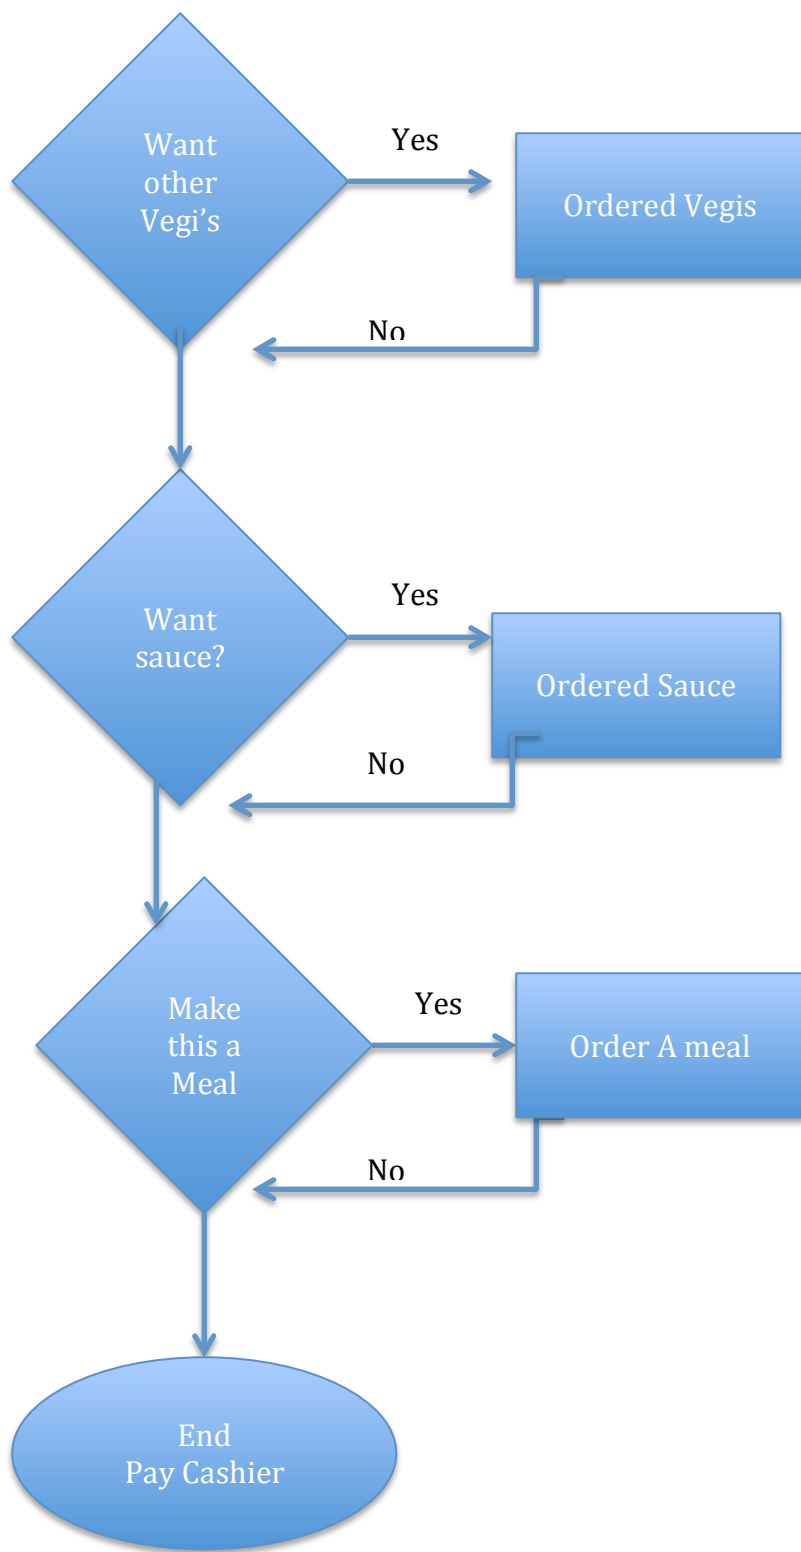 Want
other
Vegi’s
Yes
Ordered Vegis
No
Want
sauce?
Yes
Ordered Sauce
No
Make
this a
Meal
Yes
Order A meal
No
End
Pay Cashier